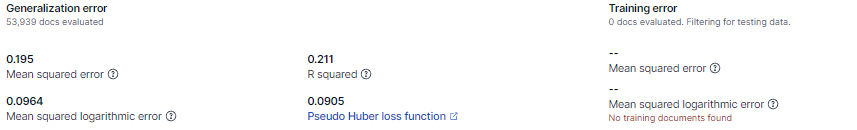 Generalization error
53,939 docs evaluated
0.195
Mean squared error
0.211
R squared
0.0964
Mean squared logarithmic error
0.0905
Pseudo Huber loss function
Training error
0 docs evaluated. Filtering for testing data.
--
Mean squared error
--
Mean squared logarithmic error
No training documents found